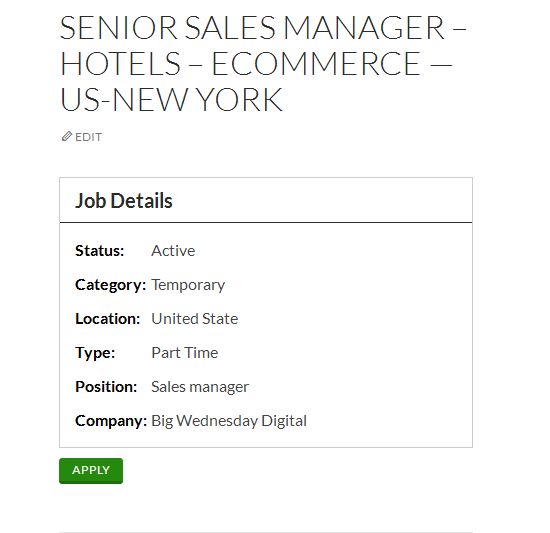 SENIOR SALES MANAGER –
HOTELS – ECOMMERCE —
US-NEW YORK
EDIT
Job Details
Status: Active
Category: Temporary
Location: United State
Type: Part Time
Position: Sales manager
Company: Big Wednesday Digital
APPLY